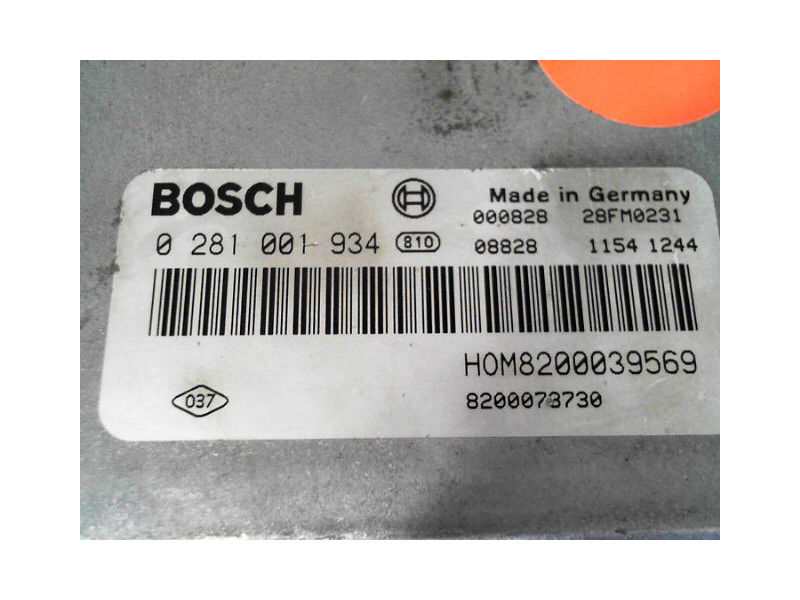 BOSCH
Made in Germany
000828 28FM0231
0 281 001 934 810 08828 1154 1244
HOM8200039569
037
8200073730